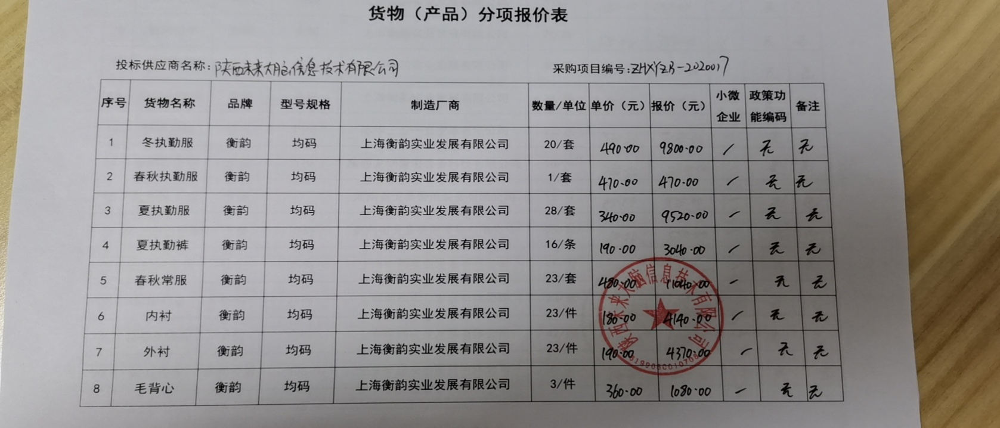 货物（产品）分项报价表
投标供应商名称：陕西未来大脑信息技术有限公司 采购项目编号：ZHXYZB-2020017
序号 货物名称 品牌 型号规格 制造厂商 数量/单位 单价（元） 报价（元） 小微企业 政策功能编码 备注
1 冬执勤服 衡韵 均码 上海衡韵实业发展有限公司 20/套 490.00 9800.00 / 无 无
2 春秋执勤服 衡韵 均码 上海衡韵实业发展有限公司 1/套 470.00 470.00 / 无 无
3 夏执勤服 衡韵 均码 上海衡韵实业发展有限公司 28/套 340.00 9520.00 / 无 无
4 夏执勤裤 衡韵 均码 上海衡韵实业发展有限公司 16/条 190.00 3040.00 / 无 无
5 春秋常服 衡韵 均码 上海衡韵实业发展有限公司 23/套 480.00 11040.00 / 无 无
6 内衬 衡韵 均码 上海衡韵实业发展有限公司 23/件 180.00 4140.00 / 无 无
7 外衬 衡韵 均码 上海衡韵实业发展有限公司 23/件 190.00 4370.00 / 无 无
8 毛背心 衡韵 均码 上海衡韵实业发展有限公司 3/件 360.00 1080.00 / 无 无
陕西未来大脑信息技术有限公司